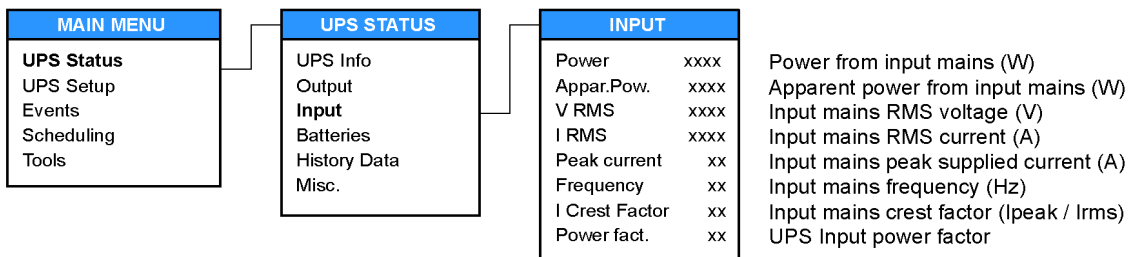 MAIN MENU
UPS Status
UPS Setup
Events
Scheduling
Tools
UPS STATUS
UPS Info
Output
Input
Batteries
History Data
Misc.
INPUT
Power xxxx Power from input mains (W)
Appar.Pow. xxxx Apparent power from input mains (W)
V RMS xxxx Input mains RMS voltage (V)
I RMS xxxx Input mains RMS current (A)
Peak current xx Input mains peak supplied current (A)
Frequency xx Input mains frequency (Hz)
I Crest Factor xx Input mains crest factor (Ipeak / Irms)
Power fact. xx UPS Input power factor